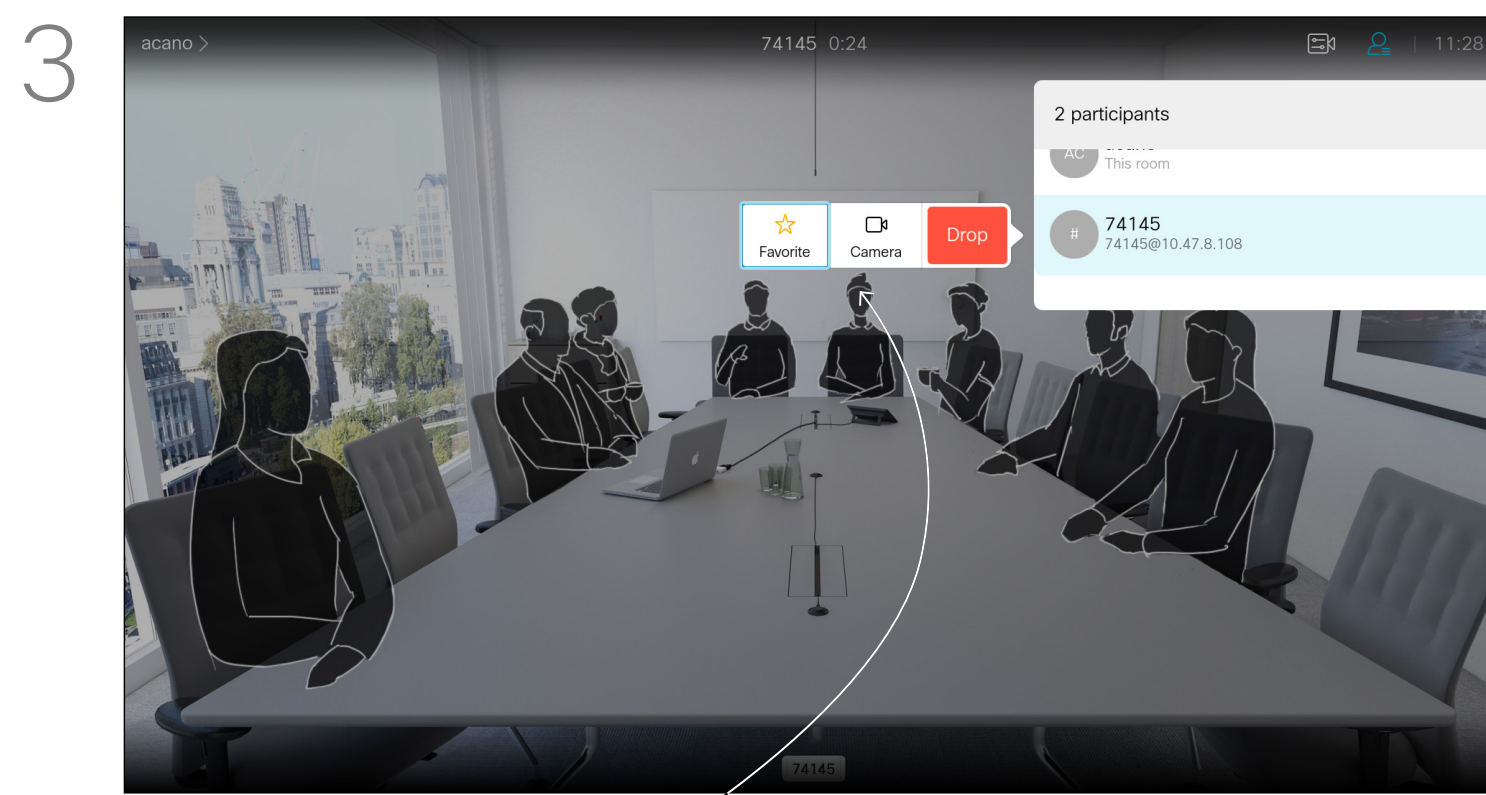 3
acano >
74145 0:24
11:28
2 participants
AC
This room
Favorite
Camera
Drop
#
74145
74145@10.47.8.108
74145